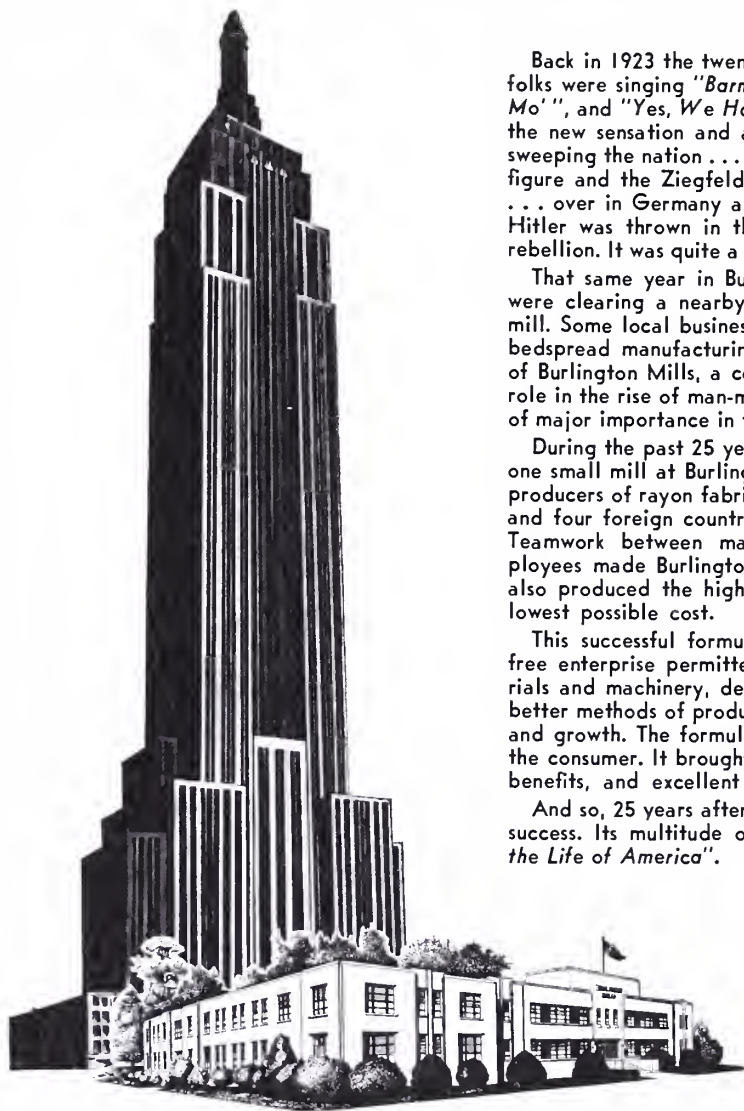 Back in 1923 the twen
folks were singing "Barn
Mo' ", and "Yes, We Ha
the new sensation and a
sweeping the nation . . .
figure and the Ziegfeld
. . . over in Germany a
Hitler was thrown in th
rebellion. It was quite a
That same year in Bu
were clearing a nearby
mill. Some local busines
bedspread manufacturin
of Burlington Mills, a co
role in the rise of man-m
of major importance in t
During the past 25 ye
one small mill at Burling
producers of rayon fabri
and four foreign countr
Teamwork between ma
ployees made Burlingto
also produced the high
lowest possible cost.
This successful formu
free enterprise permitte
rials and machinery, de
better methods of produ
and growth. The formul
the consumer. It brought
benefits, and excellent
And so, 25 years after
success. Its multitude o
the Life of America".